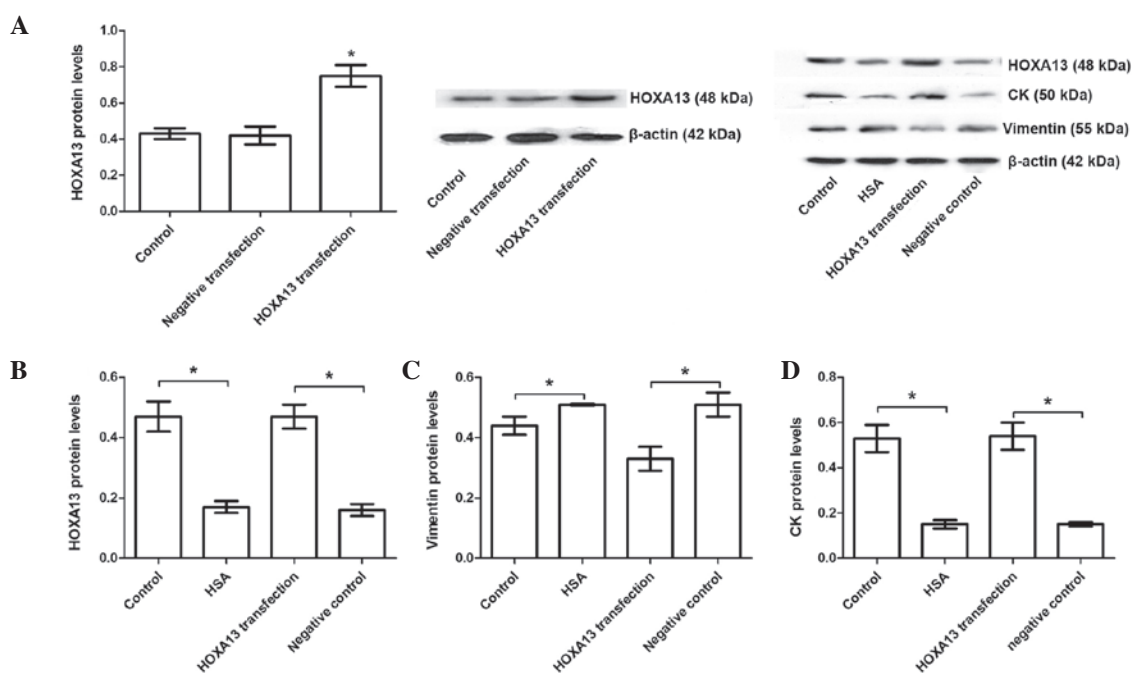 A
HOXA13 protein levels
1.0
0.8
0.6
0.4
0.2
0.0
*
Control
Negative transfection
HOXA13 transfection
HOXA13 (48 kDa)
β-actin (42 kDa)
Control
Negative transfection
HOXA13 transfection
HOXA13 (48 kDa)
CK (50 kDa)
Vimentin (55 kDa)
β-actin (42 kDa)
Control
HSA
HOXA13 transfection
Negative control
B
HOXA13 protein levels
0.6
0.4
0.2
0.0
*
*
Control
HSA
HOXA13 transfection
Negative control
C
Vimentin protein levels
0.6
0.4
0.2
0.0
*
*
Control
HSA
HOXA13 transfection
Negative control
D
CK protein levels
0.8
0.6
0.4
0.2
0.0
*
*
Control
HSA
HOXA13 transfection
negative control